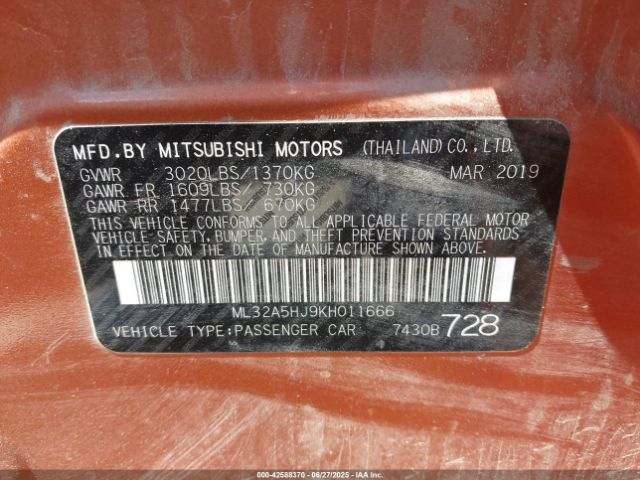 MFD.BY MITSUBISHI MOTORS (THAILAND) CO.,LTD.
GVWR 3020LBS/1370KG MAR 2019
GAWR FR 1609LBS/ 730KG
GAWR RR 1477LBS/ 670KG
THIS VEHICLE CONFORMS TO ALL APPLICABLE FEDERAL MOTOR
VEHICLE SAFETY, BUMPER, AND THEFT PREVENTION STANDARDS
IN EFFECT ON THE DATE OF MANUFACTURE SHOWN ABOVE.
ML32A5HJ9KH011666
VEHICLE TYPE:PASSENGER CAR 7430B 728
000-42588370 - 06/27/2025 - IAAI, Inc. - Copyright